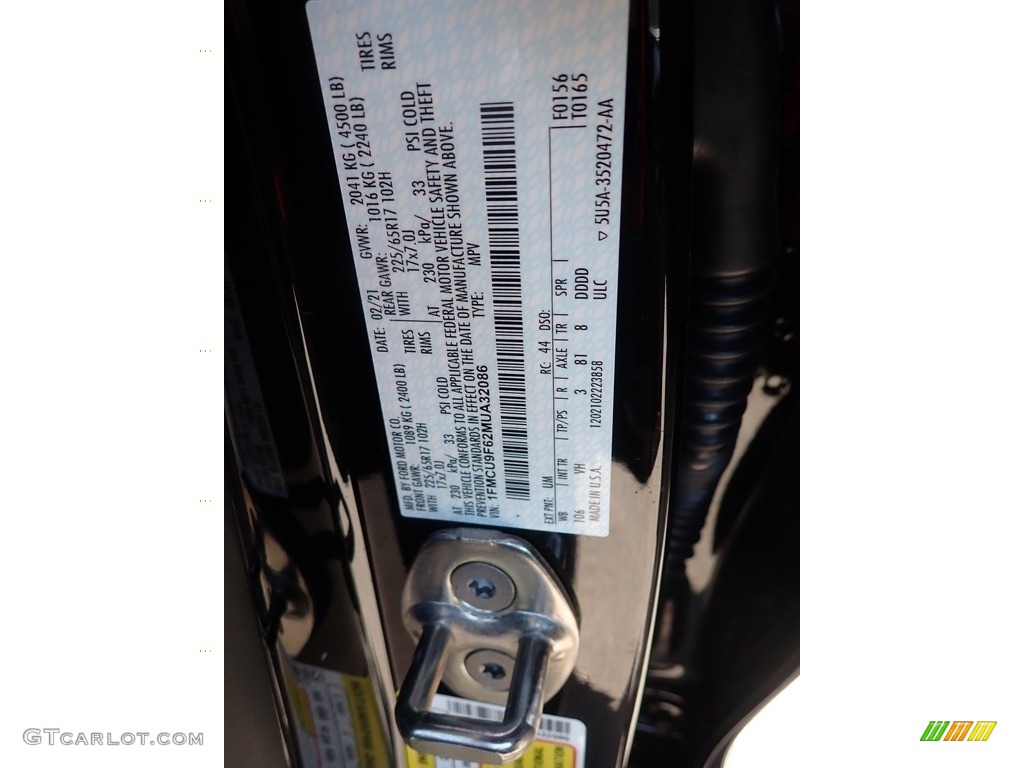 MFD. BY FORD MOTOR CO. DATE: 02/21 GVWR: 2041 KG ( 4500 LB)
FRONT GAWR: 1089 KG ( 2400 LB) REAR GAWR: 1016 KG ( 2240 LB)
WITH 225/65R17 102H TIRES WITH 225/65R17 102H TIRES
17x7.0J RIMS 17x7.0J RIMS
AT 230 kPa/ 33 PSI COLD AT 230 kPa/ 33 PSI COLD
THIS VEHICLE CONFORMS TO ALL APPLICABLE FEDERAL MOTOR VEHICLE SAFETY AND THEFT
PREVENTION STANDARDS IN EFFECT ON THE DATE OF MANUFACTURE SHOWN ABOVE.
VIN: 1FMCU9F62MUA32086 TYPE: MPV
EXT PNT: UM RC: 44 DSO: F0156
T0165
WB INT TR TP/PS R AXLE TR SPR
106 VH 3 81 8 DDDD
MADE IN U.S.A. 1202102223858 ULC ▽ 5U5A-3520472-AA
GTCARLOT.COM